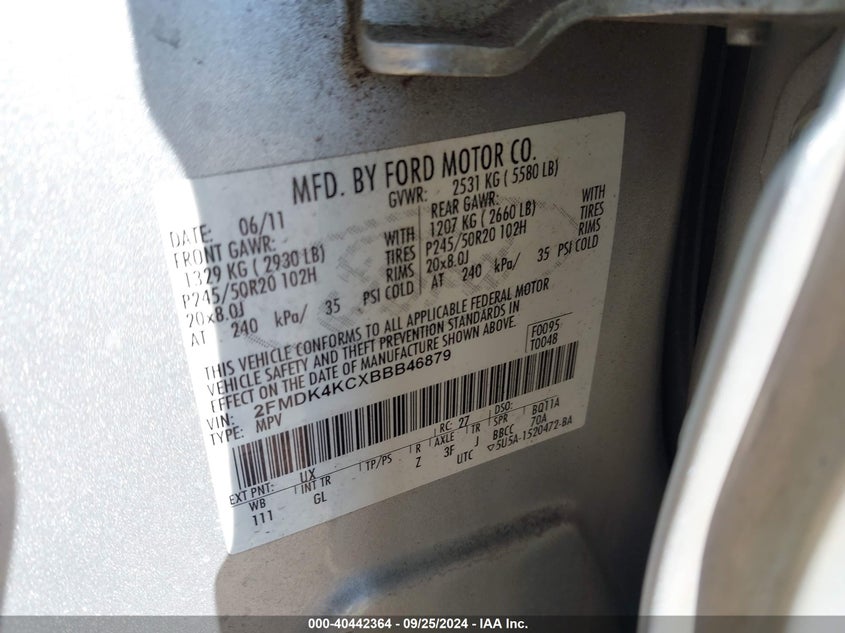 MFD. BY FORD MOTOR CO.
DATE: 06/11 GVWR: 2531 KG ( 5580 LB)
FRONT GAWR: REAR GAWR:
1329 KG ( 2930 LB) WITH 1207 KG ( 2660 LB) WITH
P245/50R20 102H TIRES P245/50R20 102H TIRES
20x8.0J RIMS 20x8.0J RIMS
AT 240 kPa/ 35 PSI COLD AT 240 kPa/ 35 PSI COLD
THIS VEHICLE CONFORMS TO ALL APPLICABLE FEDERAL MOTOR
VEHICLE SAFETY AND THEFT PREVENTION STANDARDS IN
EFFECT ON THE DATE OF MANUFACTURE SHOWN ABOVE.
VIN: 2FMDK4KCXBBB46879 F0095
TYPE: MPV T0048
EXT PNT: UX RC: 27 DSO:
WB INT TR TP/PS R AXLE TR SPR BQ11A
111 GL Z 3F J BBCC 70A
UTC 5U5A-1520472-BA
000-40442364 - 09/25/2024 - IAA Inc.